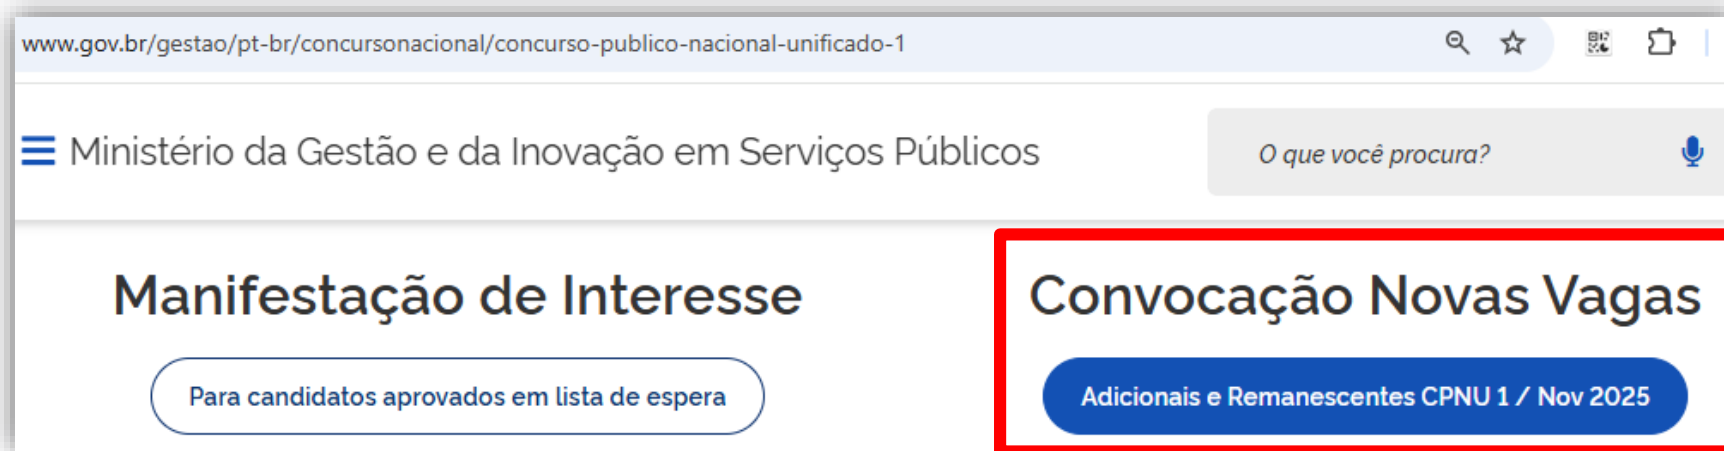 www.gov.br/gestao/pt-br/concursonacional/concurso-publico-nacional-unificado-1
Ministério da Gestão e da Inovação em Serviços Públicos
O que você procura?
Manifestação de Interesse
Convocação Novas Vagas
Para candidatos aprovados em lista de espera
Adicionais e Remanescentes CPNU 1 / Nov 2025